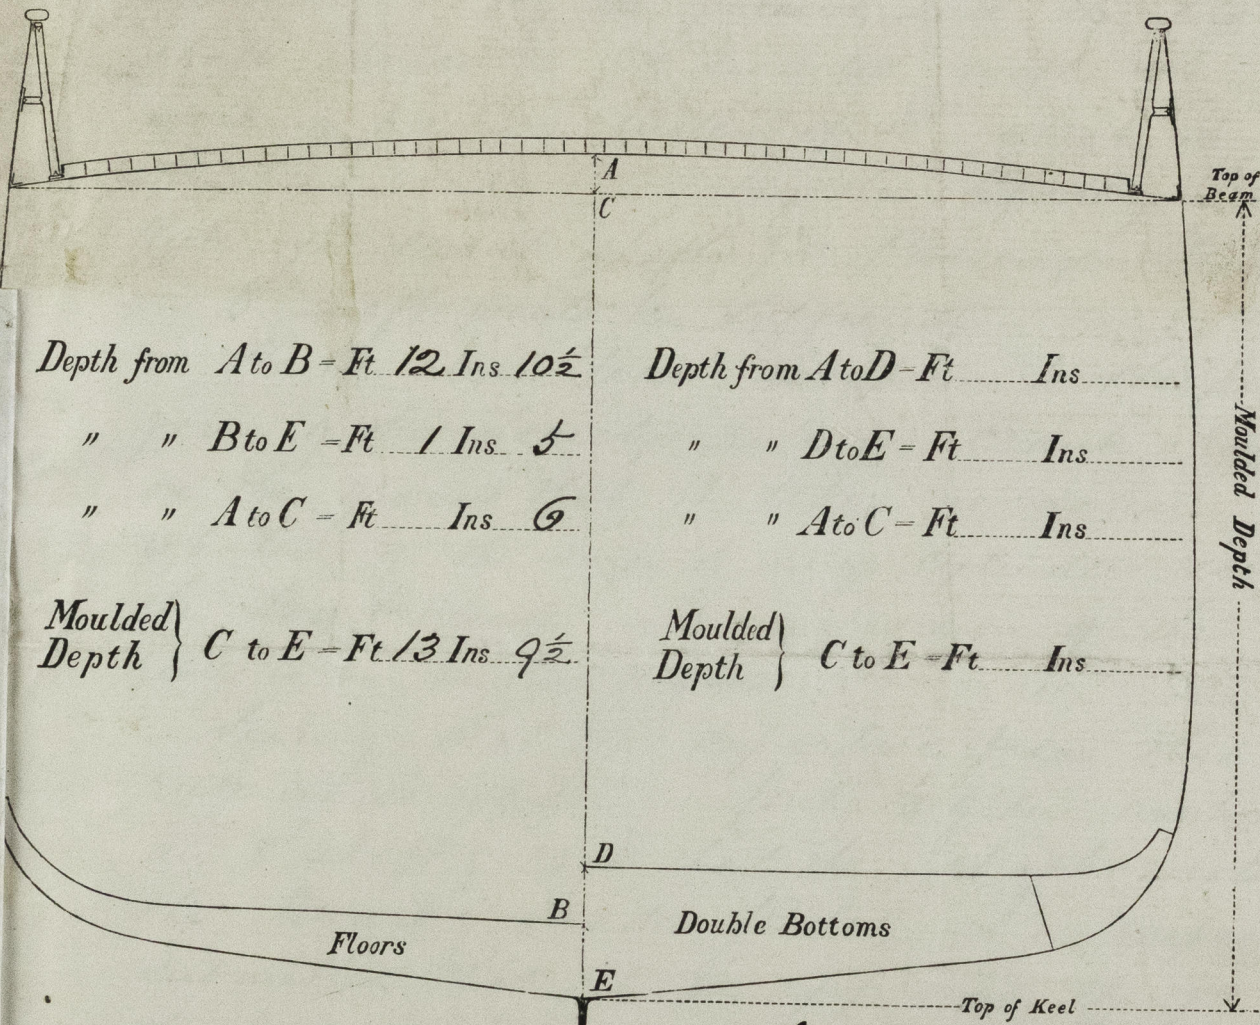 A
C
Top of
Beam
Depth from A to B = Ft 12 Ins 10½
" " B to E = Ft 1 Ins 5
" " A to C = Ft Ins 6
Moulded
Depth } C to E = Ft 13 Ins 9½
Depth from A to D = Ft Ins
" " D to E = Ft Ins
" " A to C = Ft Ins
Moulded
Depth } C to E = Ft Ins
Moulded Depth
D
B
Floors
Double Bottoms
E
Top of Keel